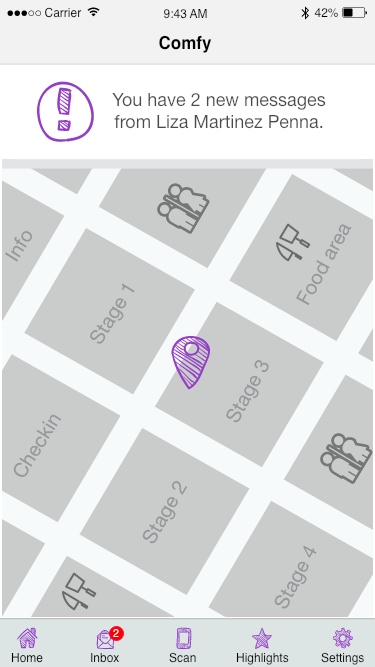 Carrier 9:43 AM 42%
Comfy
You have 2 new messages
from Liza Martinez Penna.
Info
Food area
Stage 1
Stage 3
Checkin
Stage 2
Stage 4
2
Home Inbox Scan Highlights Settings